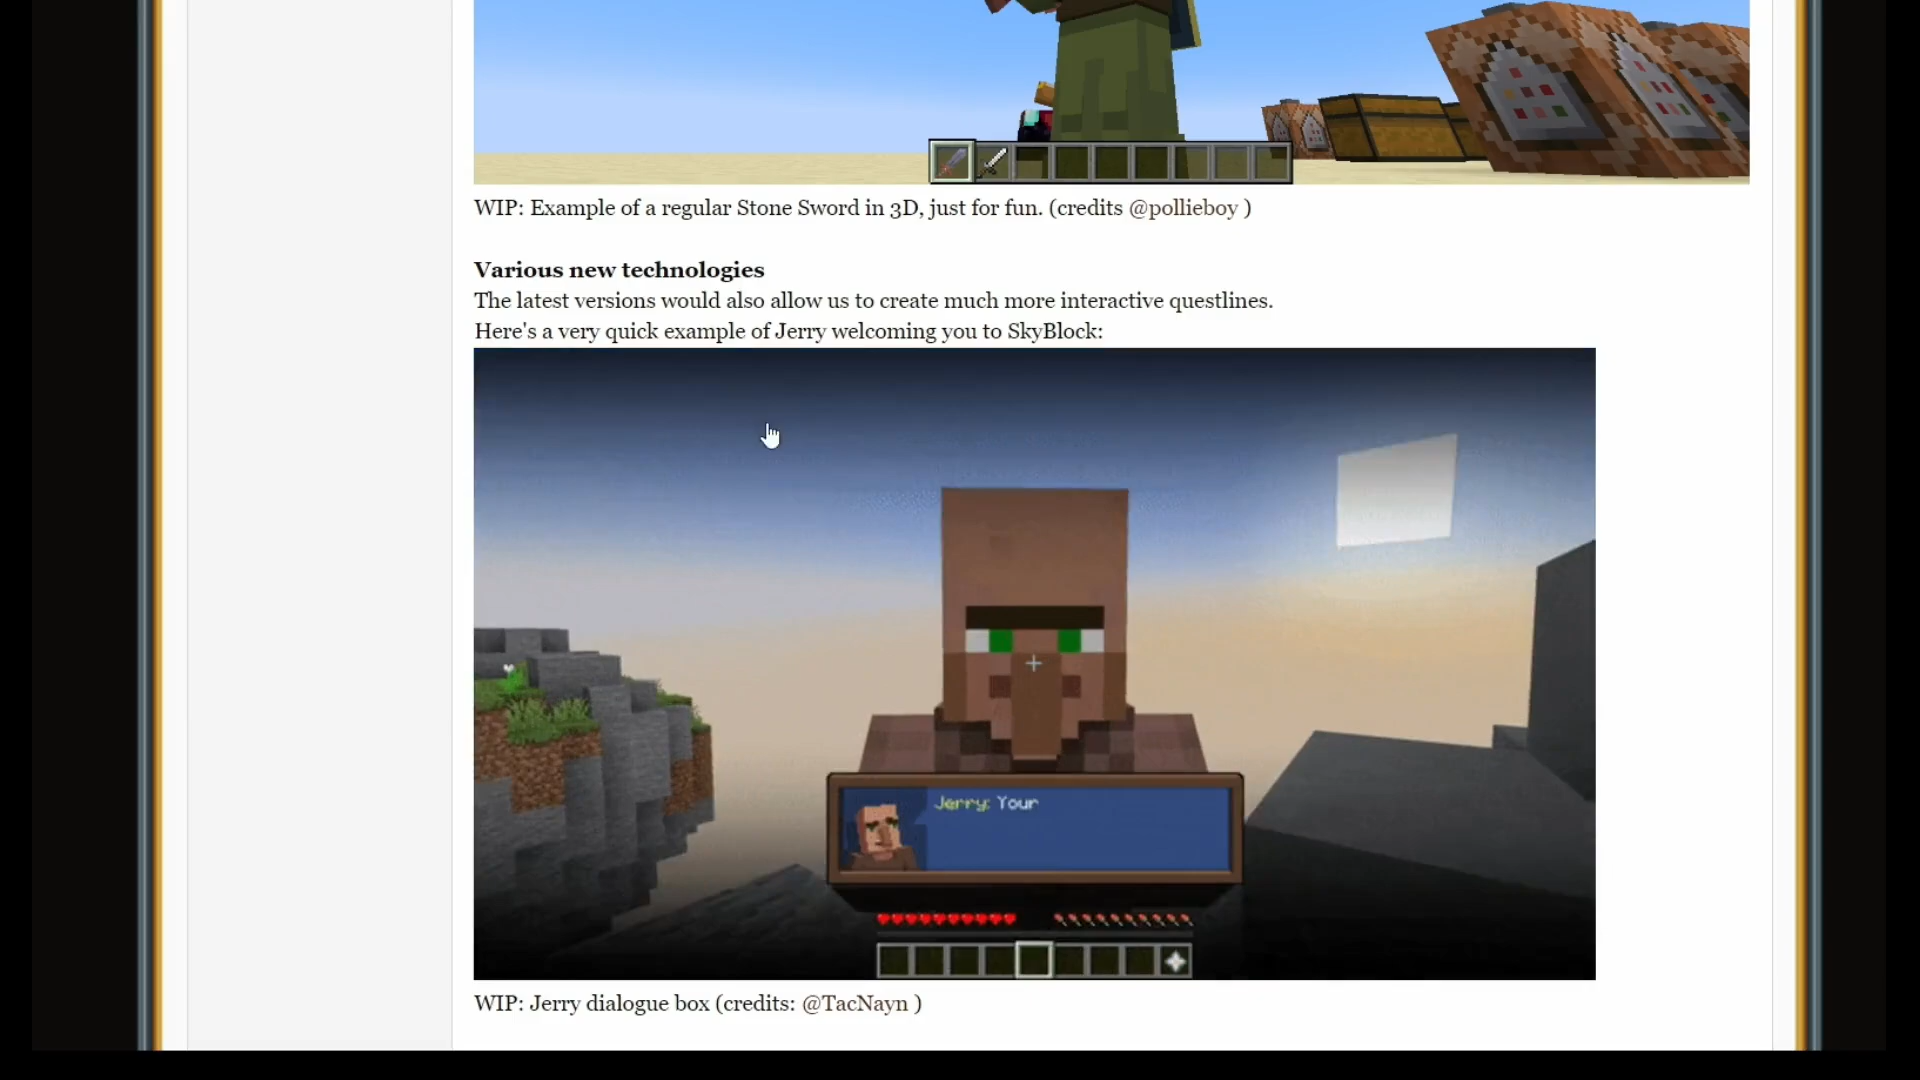 WIP: Example of a regular Stone Sword in 3D, just for fun. (credits @pollieboy )
Various new technologies
The latest versions would also allow us to create much more interactive questlines.
Here's a very quick example of Jerry welcoming you to SkyBlock:
Jerry: Your
WIP: Jerry dialogue box (credits: @TacNayn )